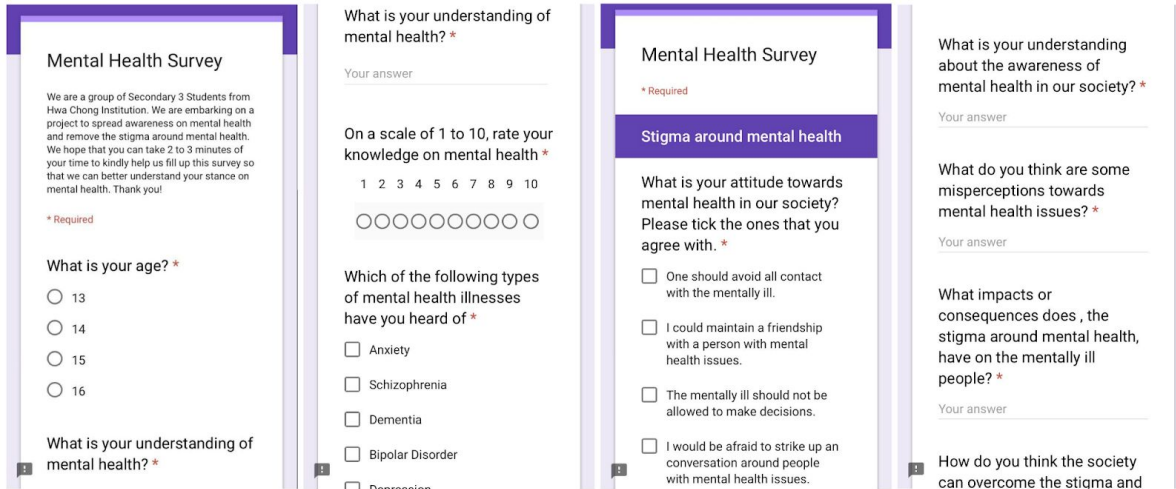 Mental Health Survey
We are a group of Secondary 3 Students from
Hwa Chong Institution. We are embarking on a
project to spread awareness on mental health
and remove the stigma around mental health.
We hope that you can take 2 to 3 minutes of
your time to kindly help us fill up this survey so
that we can better understand your stance on
mental health. Thank you!
* Required
What is your age? *
13
14
15
16
What is your understanding of
mental health? *
What is your understanding of
mental health? *
Your answer
On a scale of 1 to 10, rate your
knowledge on mental health *
1 2 3 4 5 6 7 8 9 10
Which of the following types
of mental health illnesses
have you heard of *
Anxiety
Schizophrenia
Dementia
Bipolar Disorder
Depression
Mental Health Survey
* Required
Stigma around mental health
What is your attitude towards
mental health in our society?
Please tick the ones that you
agree with. *
One should avoid all contact
with the mentally ill.
I could maintain a friendship
with a person with mental
health issues.
The mentally ill should not be
allowed to make decisions.
I would be afraid to strike up an
conversation around people
with mental health issues.
What is your understanding
about the awareness of
mental health in our society? *
Your answer
What do you think are some
misperceptions towards
mental health issues? *
Your answer
What impacts or
consequences does , the
stigma around mental health,
have on the mentally ill
people? *
Your answer
How do you think the society
can overcome the stigma and